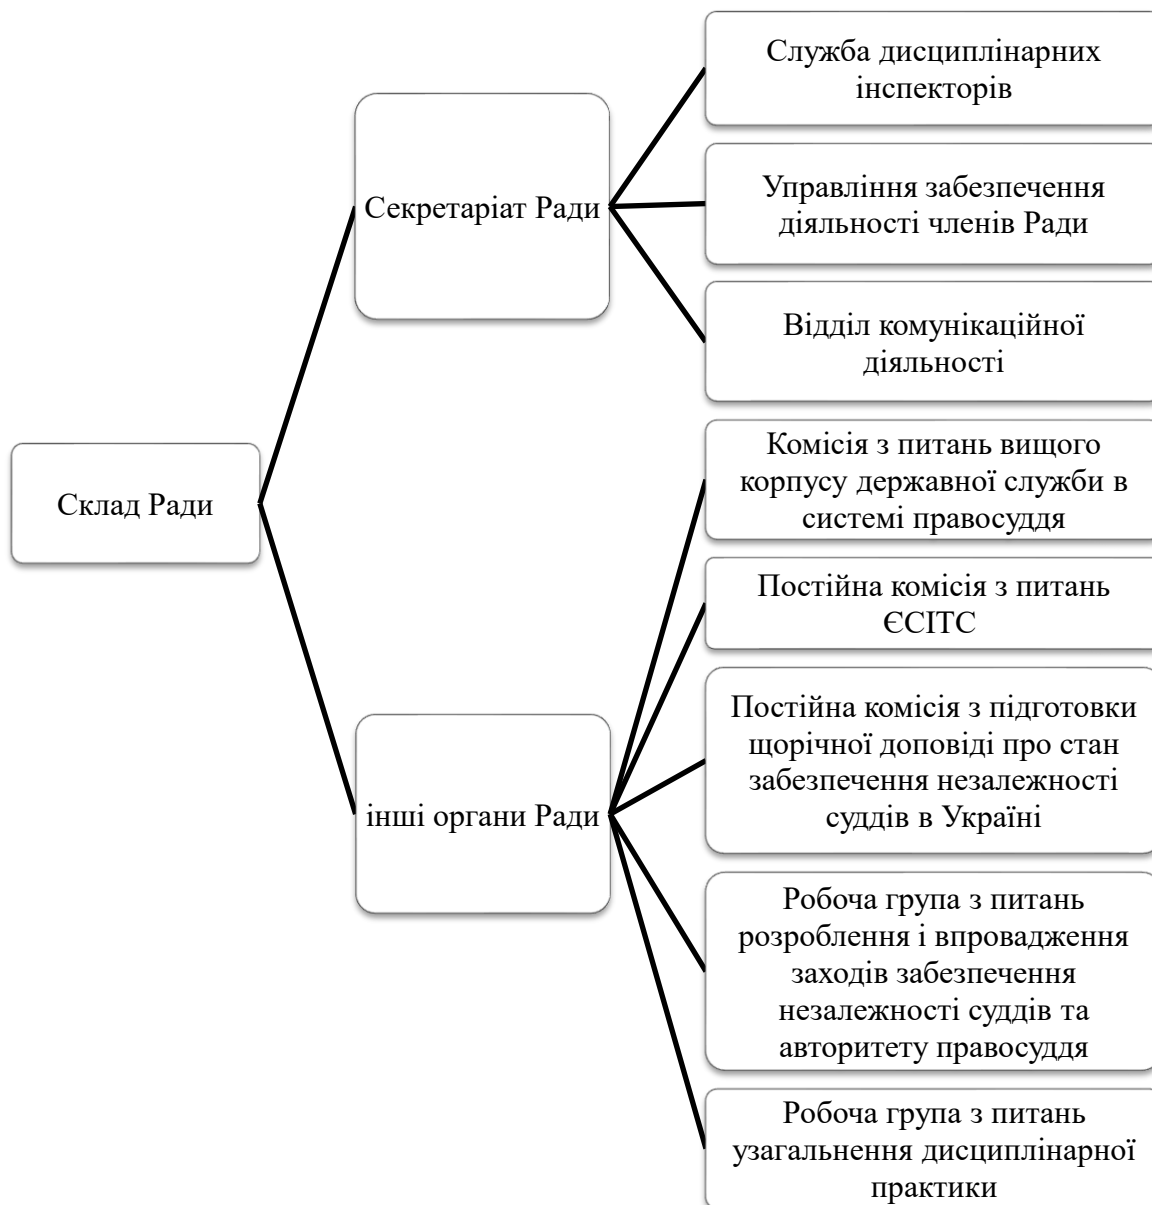 Склад Ради
Секретаріат Ради
Служба дисциплінарних
інспекторів
Управління забезпечення
діяльності членів Ради
Відділ комунікаційної
діяльності
інші органи Ради
Комісія з питань вищого
корпусу державної служби в
системі правосуддя
Постійна комісія з питань
ЄСІТС
Постійна комісія з підготовки
щорічної доповіді про стан
забезпечення незалежності
суддів в Україні
Робоча група з питань
розроблення і впровадження
заходів забезпечення
незалежності суддів та
авторитету правосуддя
Робоча група з питань
узагальнення дисциплінарної
практики